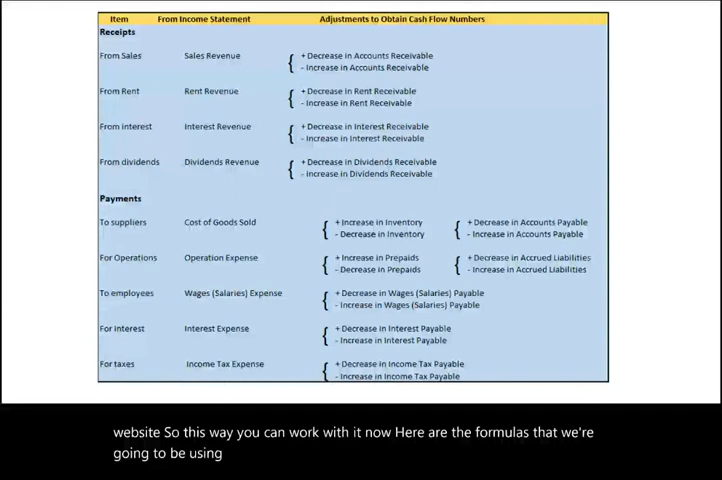 Item From Income Statement Adjustments to Obtain Cash Flow Numbers
Receipts
From Sales Sales Revenue + Decrease in Accounts Receivable
- Increase in Accounts Receivable
From Rent Rent Revenue + Decrease in Rent Receivable
- Increase in Rent Receivable
From interest Interest Revenue + Decrease in Interest Receivable
- Increase in Interest Receivable
From dividends Dividends Revenue + Decrease in Dividends Receivable
- Increase in Dividends Receivable
Payments
To suppliers Cost of Goods Sold + Increase in Inventory + Decrease in Accounts Payable
- Decrease in Inventory - Increase in Accounts Payable
For Operations Operation Expense + Increase in Prepaids + Decrease in Accrued Liabilities
- Decrease in Prepaids - Increase in Accrued Liabilities
To employees Wages (Salaries) Expense + Decrease in Wages (Salaries) Payable
- Increase in Wages (Salaries) Payable
For interest Interest Expense + Decrease in Interest Payable
- Increase in Interest Payable
For taxes Income Tax Expense + Decrease in Income Tax Payable
- Increase in Income Tax Payable
website So this way you can work with it now Here are the formulas that we're
going to be using